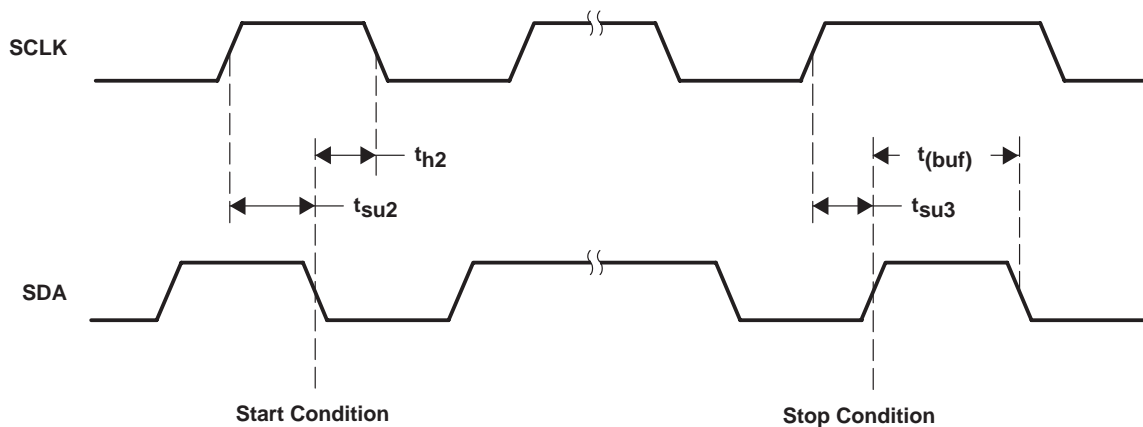 SCLK
th2
t(buf)
tsu2
tsu3
SDA
Start Condition
Stop Condition